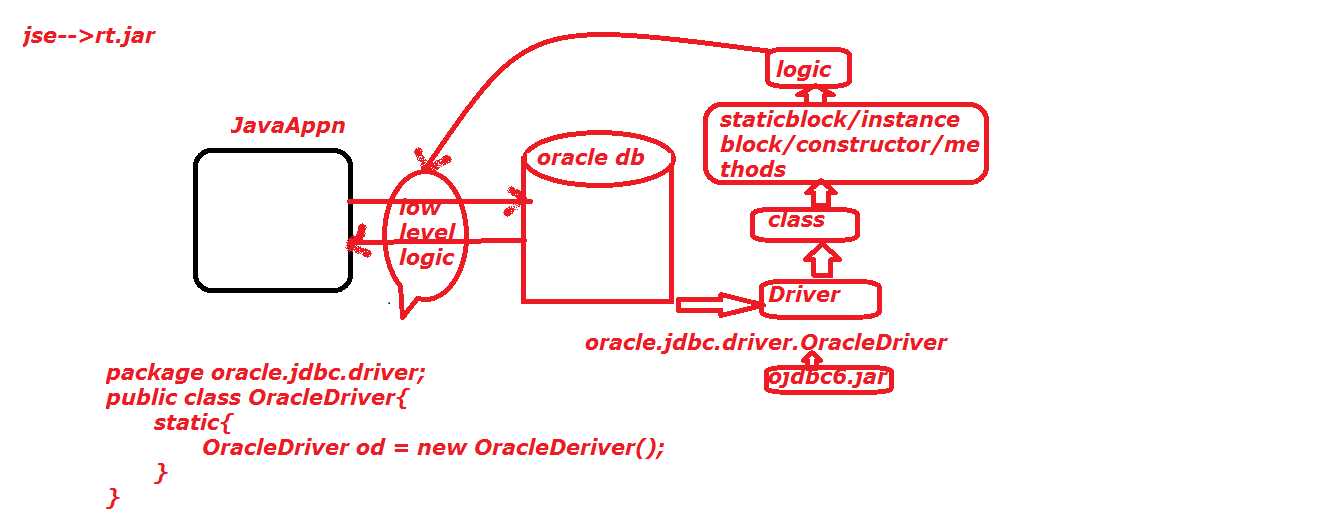 jse-->rt.jar
logic
staticblock/instance
block/constructor/me
thods
JavaAppn
oracle db
low
level
logic
class
Driver
oracle.jdbc.driver.OracleDriver
ojdbc6.jar
package oracle.jdbc.driver;
public class OracleDriver{
static{
OracleDriver od = new OracleDeriver();
}
}